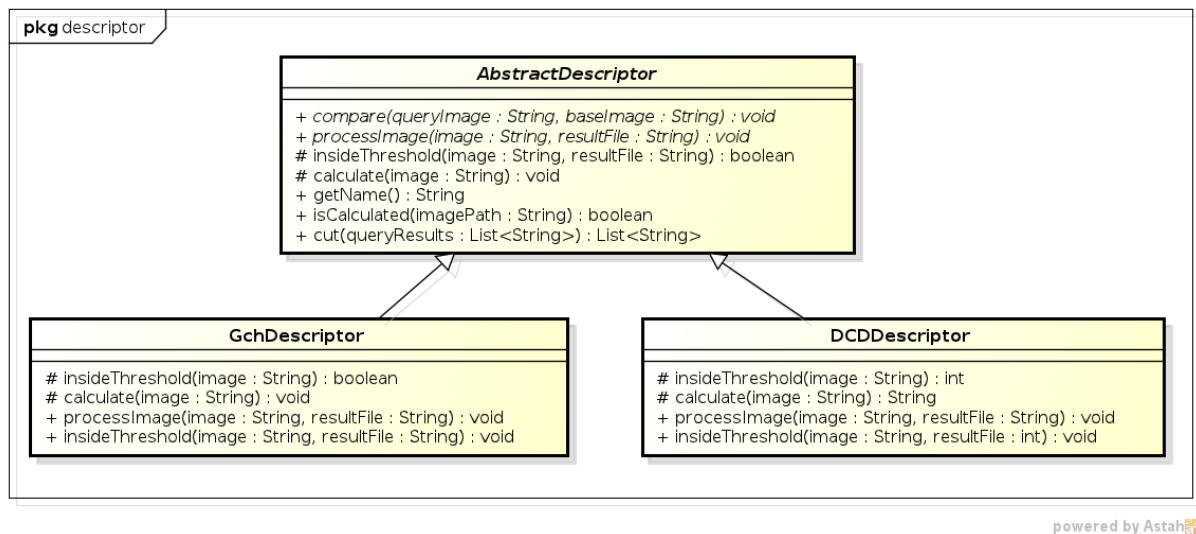 pkg descriptor
AbstractDescriptor
+ compare(queryImage : String, baseImage : String) : void
+ processImage(image : String, resultFile : String) : void
# insideThreshold(image : String, resultFile : String) : boolean
# calculate(image : String) : void
+ getName() : String
+ isCalculated(imagePath : String) : boolean
+ cut(queryResults : List<String>) : List<String>
GchDescriptor
# insideThreshold(image : String) : boolean
# calculate(image : String) : void
+ processImage(image : String, resultFile : String) : void
+ insideThreshold(image : String, resultFile : String) : void
DCDDescriptor
# insideThreshold(image : String) : int
# calculate(image : String) : String
+ processImage(image : String, resultFile : String) : void
+ insideThreshold(image : String, resultFile : int) : void
powered by Astah